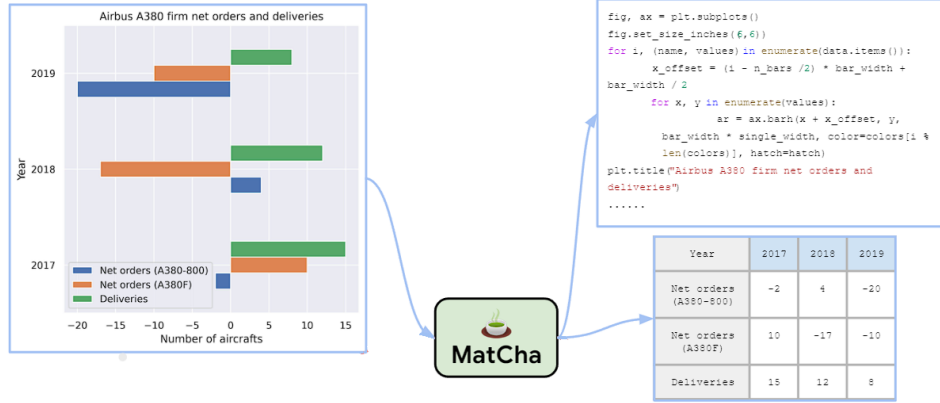 Airbus A380 firm net orders and deliveries
2019
2018
2017
Year
Net orders (A380-800)
Net orders (A380F)
Deliveries
−20 −15 −10 −5 0 5 10 15
Number of aircrafts
MatCha
fig, ax = plt.subplots()
fig.set_size_inches(6,6))
for i, (name, values) in enumerate(data.items()):
x_offset = (i - n_bars /2) * bar_width +
bar_width / 2
for x, y in enumerate(values):
ar = ax.barh(x + x_offset, y,
bar_width * single_width, color=colors[i %
len(colors)], hatch=hatch)
plt.title("Airbus A380 firm net orders and
deliveries")
......
Year 2017 2018 2019
Net orders
(A380-800)
-2 4 -20
Net orders
(A380F)
10 -17 -10
Deliveries 15 12 8